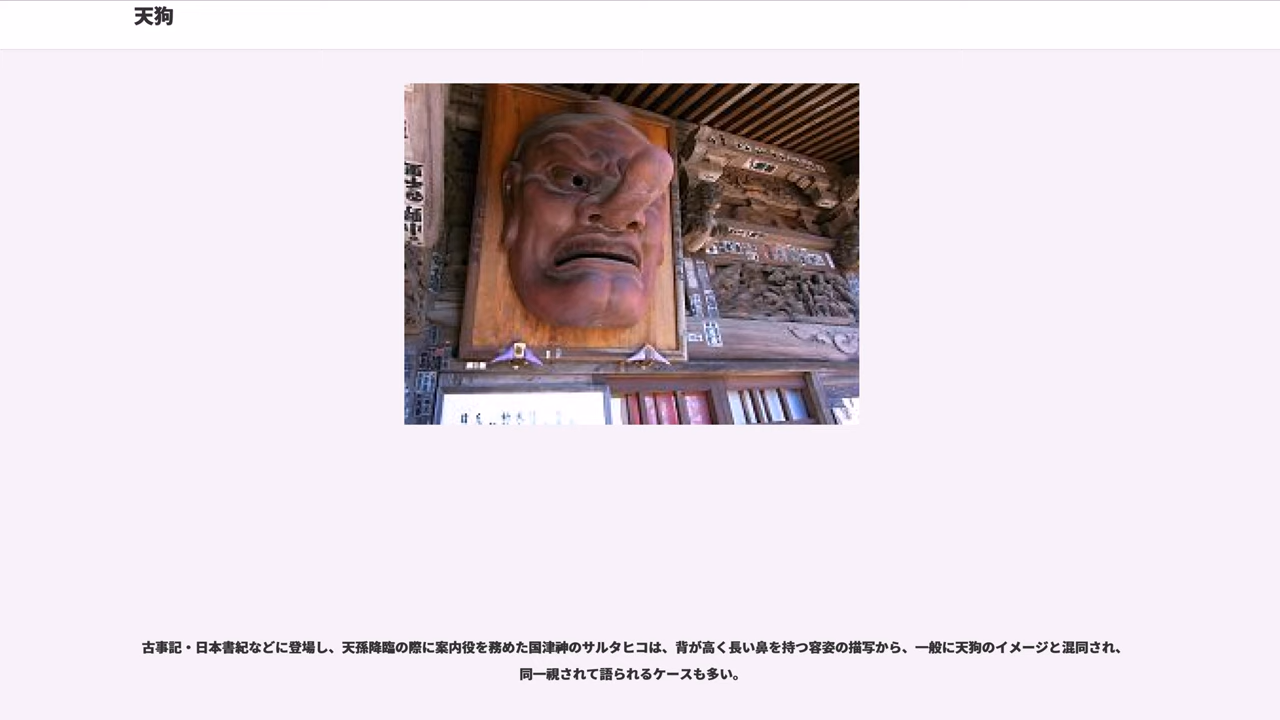 天狗
古事記・日本書紀などに登場し、天孫降臨の際に案内役を務めた国津神のサルタヒコは、背が高く長い鼻を持つ容姿の描写から、一般に天狗のイメージと混同され、
同一視されて語られるケースも多い。